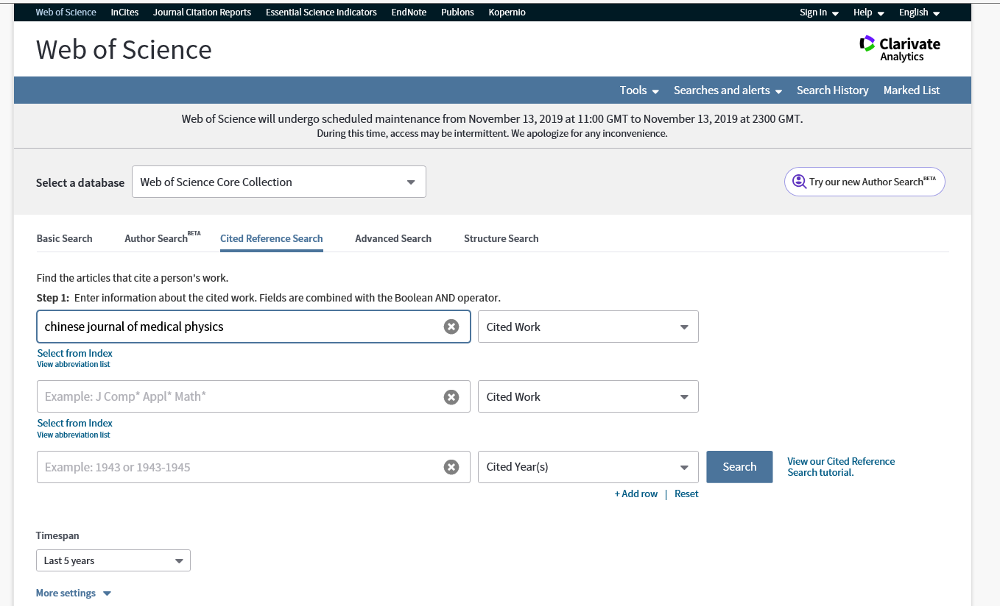 Web of Science InCites Journal Citation Reports Essential Science Indicators EndNote Publons Kopernio Sign In Help English
Web of Science
Clarivate
Analytics
Tools Searches and alerts Search History Marked List
Web of Science will undergo scheduled maintenance from November 13, 2019 at 11:00 GMT to November 13, 2019 at 2300 GMT.
During this time, access may be intermittent. We apologize for any inconvenience.
Select a database Web of Science Core Collection Try our new Author Search BETA
Basic Search Author Search BETA Cited Reference Search Advanced Search Structure Search
Find the articles that cite a person's work.
Step 1: Enter information about the cited work. Fields are combined with the Boolean AND operator.
chinese journal of medical physics Cited Work
Select from Index
View abbreviation list
Example: J Comp* Appl* Math* Cited Work
Select from Index
View abbreviation list
Example: 1943 or 1943-1945 Cited Year(s) Search View our Cited Reference
Search tutorial.
+ Add row | Reset
Timespan
Last 5 years
More settings